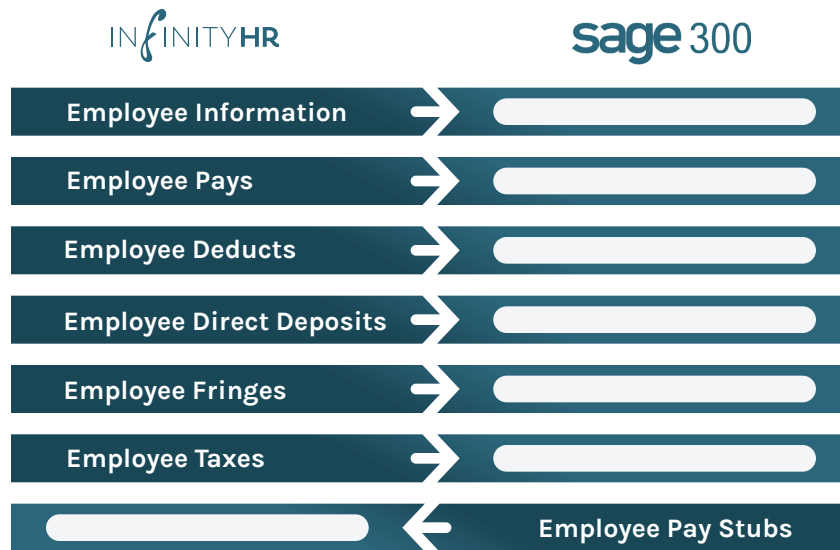 INFINITYHR
sage 300
Employee Information
Employee Pays
Employee Deducts
Employee Direct Deposits
Employee Fringes
Employee Taxes
Employee Pay Stubs